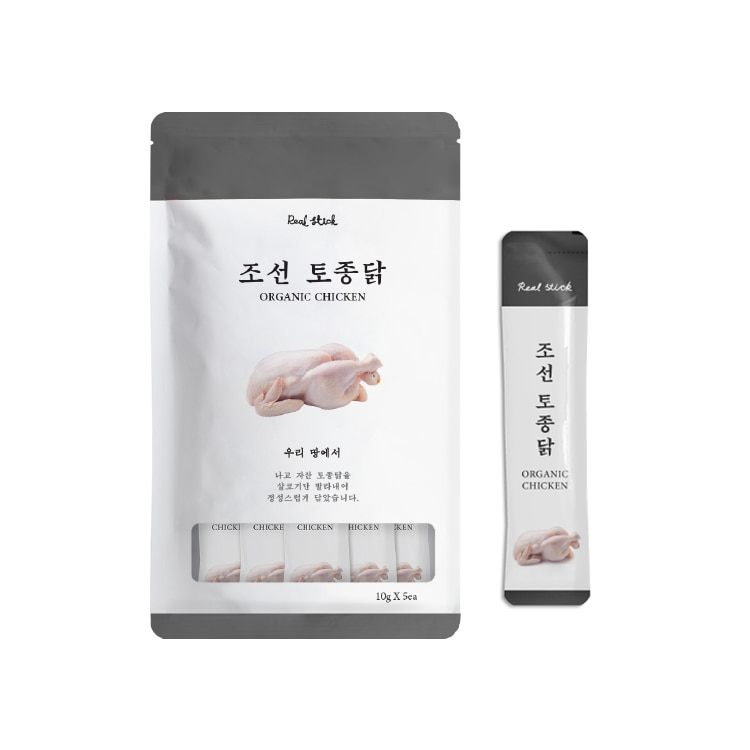 Real Stick
조선 토종닭
ORGANIC CHICKEN
우리 땅에서
나고 자란 토종닭을
살코기만 발라내어
정성스럽게 담았습니다.
CHICKEN
CHICKEN
CHICKEN
HICKEN
CKEN
10g X 5ea
Real Stick
조선 토종닭
ORGANIC
CHICKEN